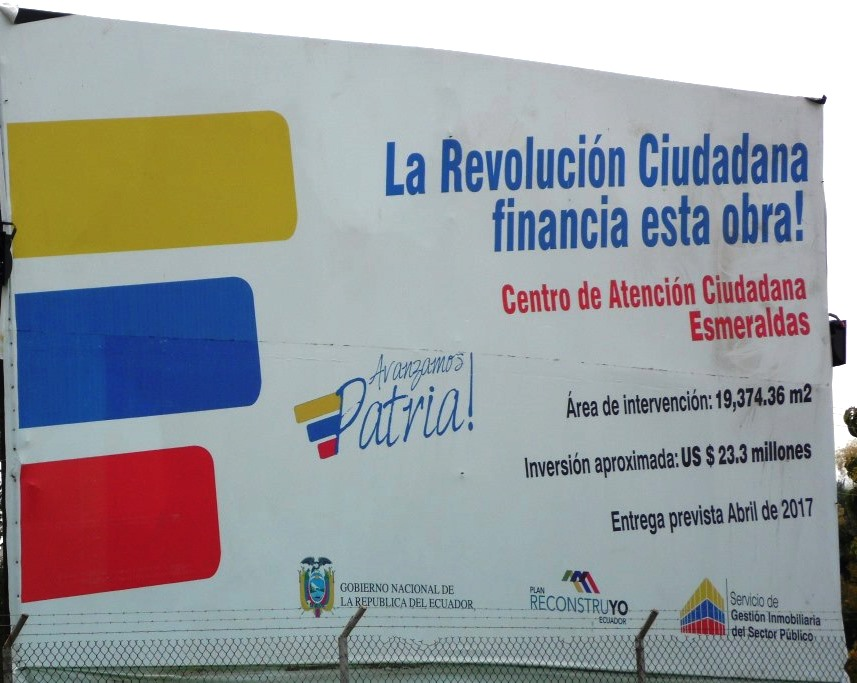 La Revolución Ciudadana
financia esta obra!
Centro de Atención Ciudadana
Esmeraldas
Avanzamos
Patria!
Área de intervención: 19,374.36 m2
Inversión aproximada: US $ 23.3 millones
Entrega prevista Abril de 2017
GOBIERNO NACIONAL DE
LA REPUBLICA DEL ECUADOR
PLAN
RECONSTRUYO
ECUADOR
Servicio de
Gestión Inmobiliaria
del Sector Público